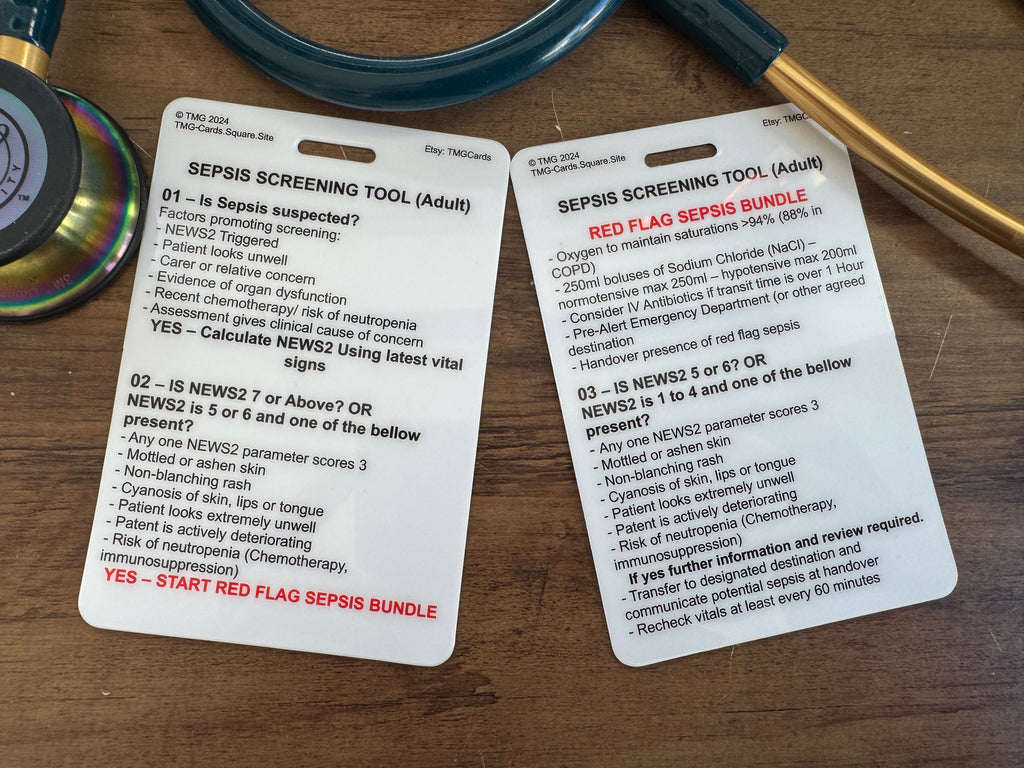 © TMG 2024
TMG-Cards.Square.Site
Etsy: TMGCards
SEPSIS SCREENING TOOL (Adult)
01 – Is Sepsis suspected?
Factors promoting screening:
- NEWS2 Triggered
- Patient looks unwell
- Carer or relative concern
- Evidence of organ dysfunction
- Recent chemotherapy/ risk of neutropenia
- Assessment gives clinical cause of concern
YES – Calculate NEWS2 Using latest vital
signs
02 – IS NEWS2 7 or Above? OR
NEWS2 is 5 or 6 and one of the bellow
present?
- Any one NEWS2 parameter scores 3
- Mottled or ashen skin
- Non-blanching rash
- Cyanosis of skin, lips or tongue
- Patient looks extremely unwell
- Patent is actively deteriorating
- Risk of neutropenia (Chemotherapy,
immunosuppression)
YES – START RED FLAG SEPSIS BUNDLE
© TMG 2024
TMG-Cards.Square.Site
Etsy: TMGC
SEPSIS SCREENING TOOL (Adult)
RED FLAG SEPSIS BUNDLE
- Oxygen to maintain saturations >94% (88% in
COPD)
- 250ml boluses of Sodium Chloride (NaCl) –
normotensive max 250ml – hypotensive max 200ml
- Consider IV Antibiotics if transit time is over 1 Hour
- Pre-Alert Emergency Department (or other agreed
destination
- Handover presence of red flag sepsis
03 – IS NEWS2 5 or 6? OR
NEWS2 is 1 to 4 and one of the bellow
present?
- Any one NEWS2 parameter scores 3
- Mottled or ashen skin
- Non-blanching rash
- Cyanosis of skin, lips or tongue
- Patient looks extremely unwell
- Patent is actively deteriorating
- Risk of neutropenia (Chemotherapy,
immunosuppression)
If yes further information and review required.
- Transfer to designated destination and
communicate potential sepsis at handover
- Recheck vitals at least every 60 minutes